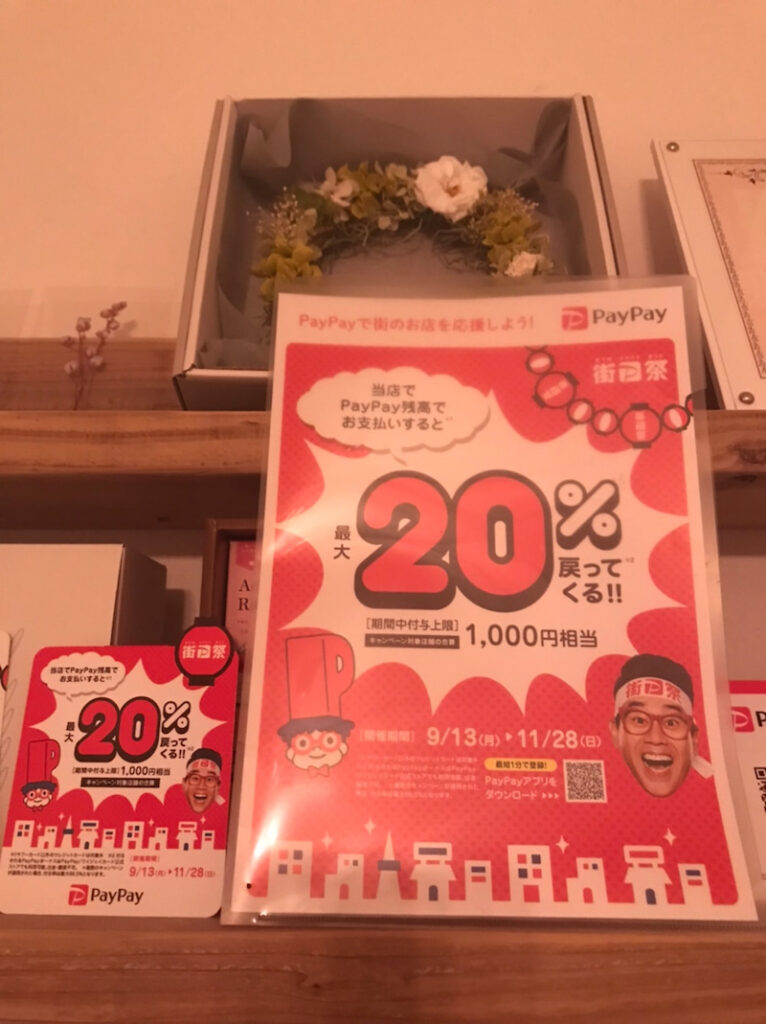 PayPayで街のお店を応援しよう!
PayPay
街P祭
当店で
PayPay残高で
お支払いすると
最大
20%
戻って
くる!!
[期間中付与上限]
キャンペーン対象店舗の合算
1,000円相当
街P祭
[開催期間] 9/13(月)▶11/28(日)
最短1分で登録!
PayPayアプリを
ダウンロード▶▶▶
街P祭
当店でPayPay残高で
お支払いすると
最大
20%
戻って
くる!!
[期間中付与上限] 1,000円相当
キャンペーン対象店舗の合算
[開催期間]
9/13(月)▶11/28(日)
PayPay
A
R